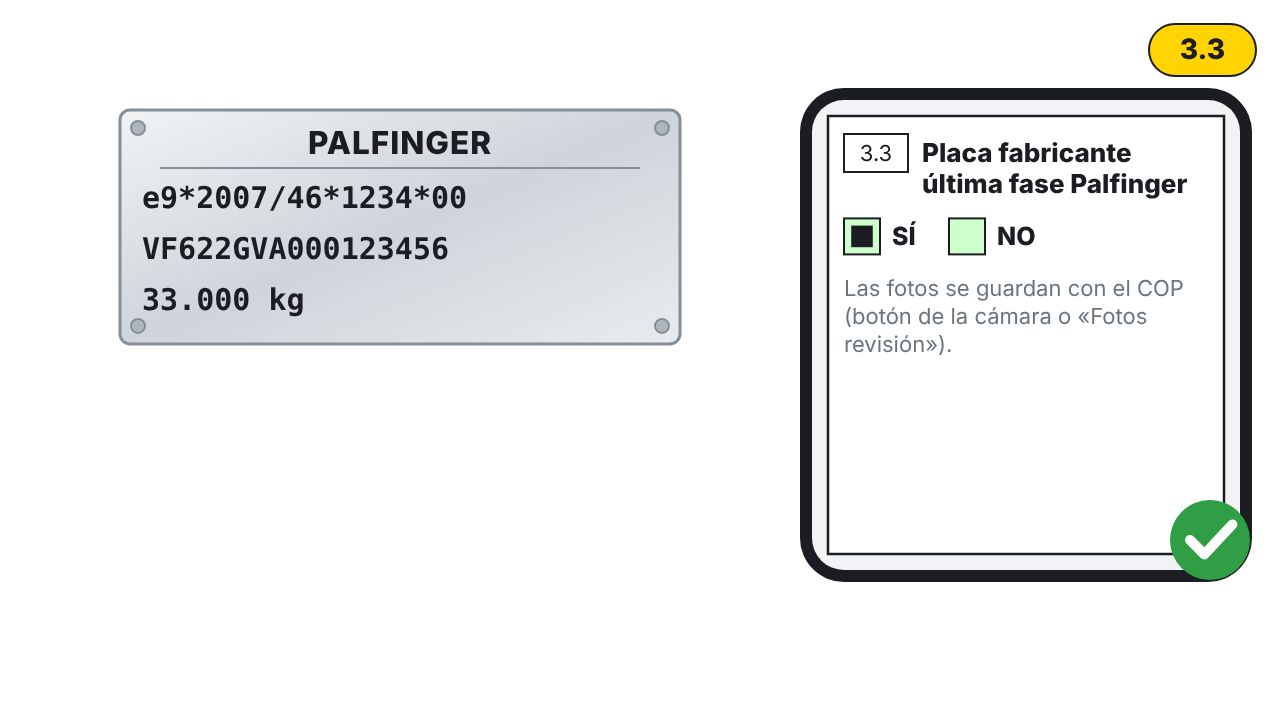 3.3
PALFINGER
e9*2007/46*1234*00
VF622GVA000123456
33.000 kg
3.3 Placa fabricante
última fase Palfinger
SÍ NO
Las fotos se guardan con el COP
(botón de la cámara o «Fotos
revisión»).